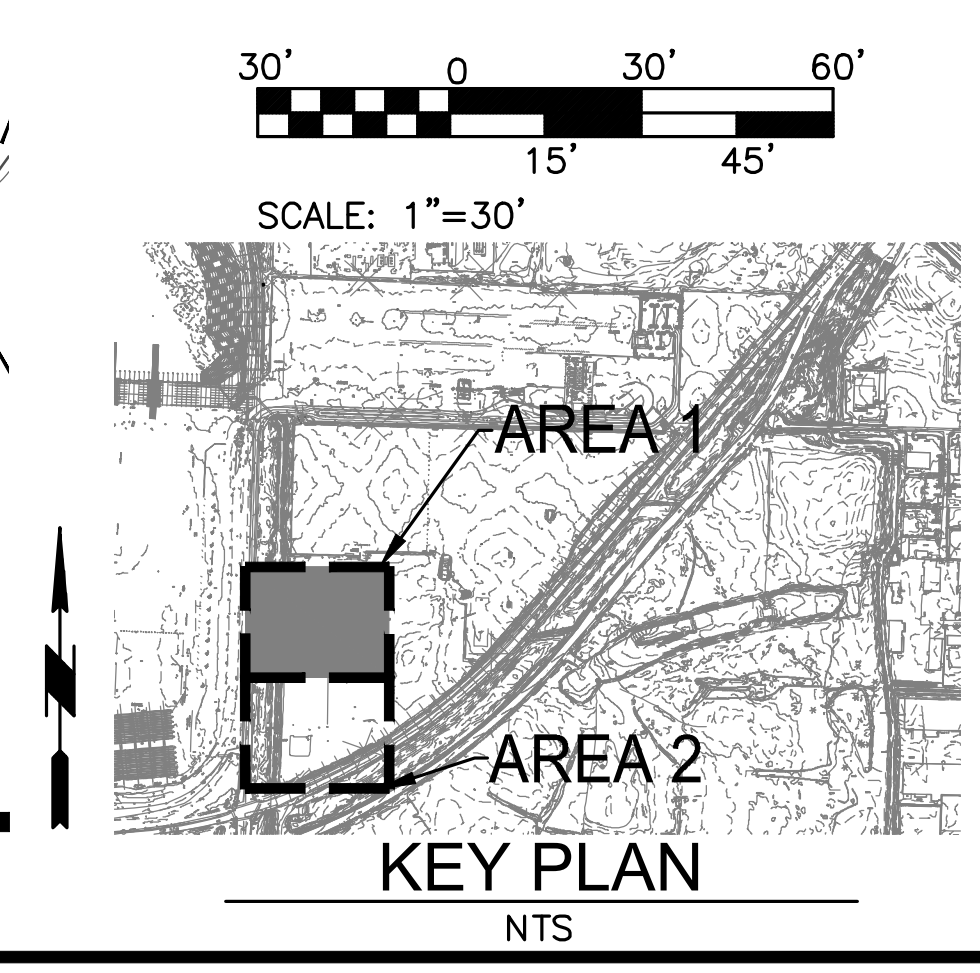 30' 0 30' 60'
15' 45'
SCALE: 1"=30'
AREA 1
AREA 2
KEY PLAN
NTS